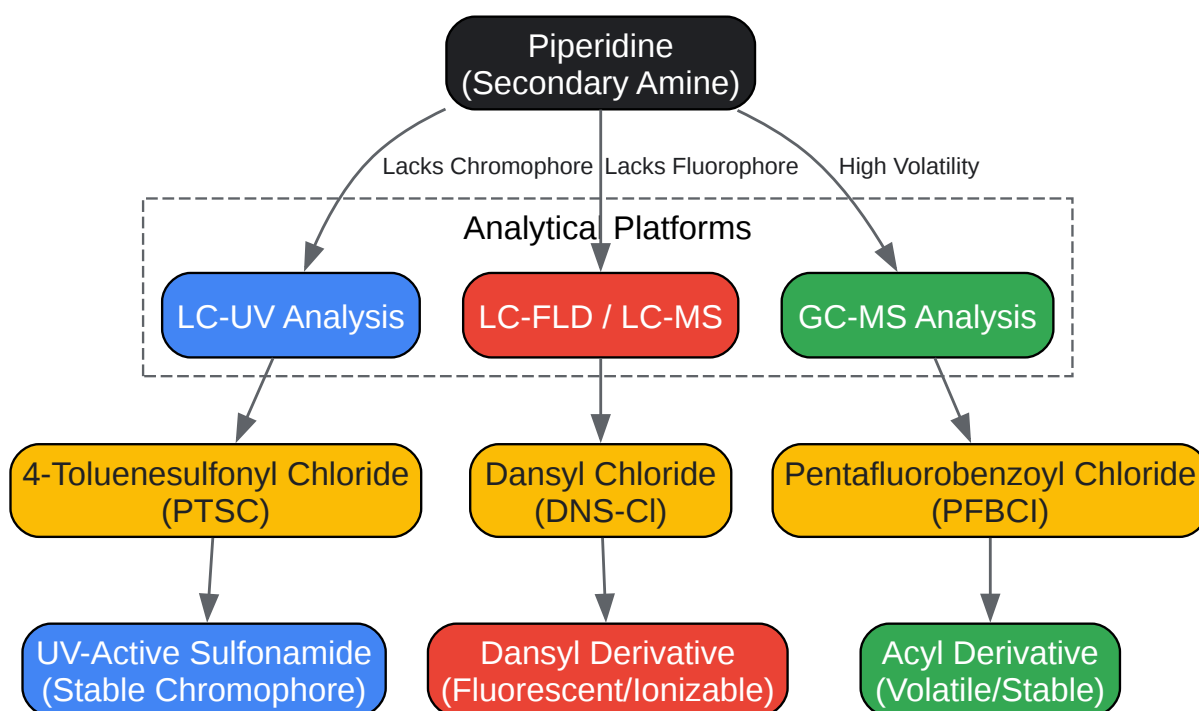 Piperidine
(Secondary Amine)
Lacks Chromophore
Lacks Fluorophore
High Volatility
Analytical Platforms
LC-UV Analysis
LC-FLD / LC-MS
GC-MS Analysis
4-Toluenesulfonyl Chloride
(PTSC)
Dansyl Chloride
(DNS-Cl)
Pentafluorobenzoyl Chloride
(PFBCI)
UV-Active Sulfonamide
(Stable Chromophore)
Dansyl Derivative
(Fluorescent/Ionizable)
Acyl Derivative
(Volatile/Stable)